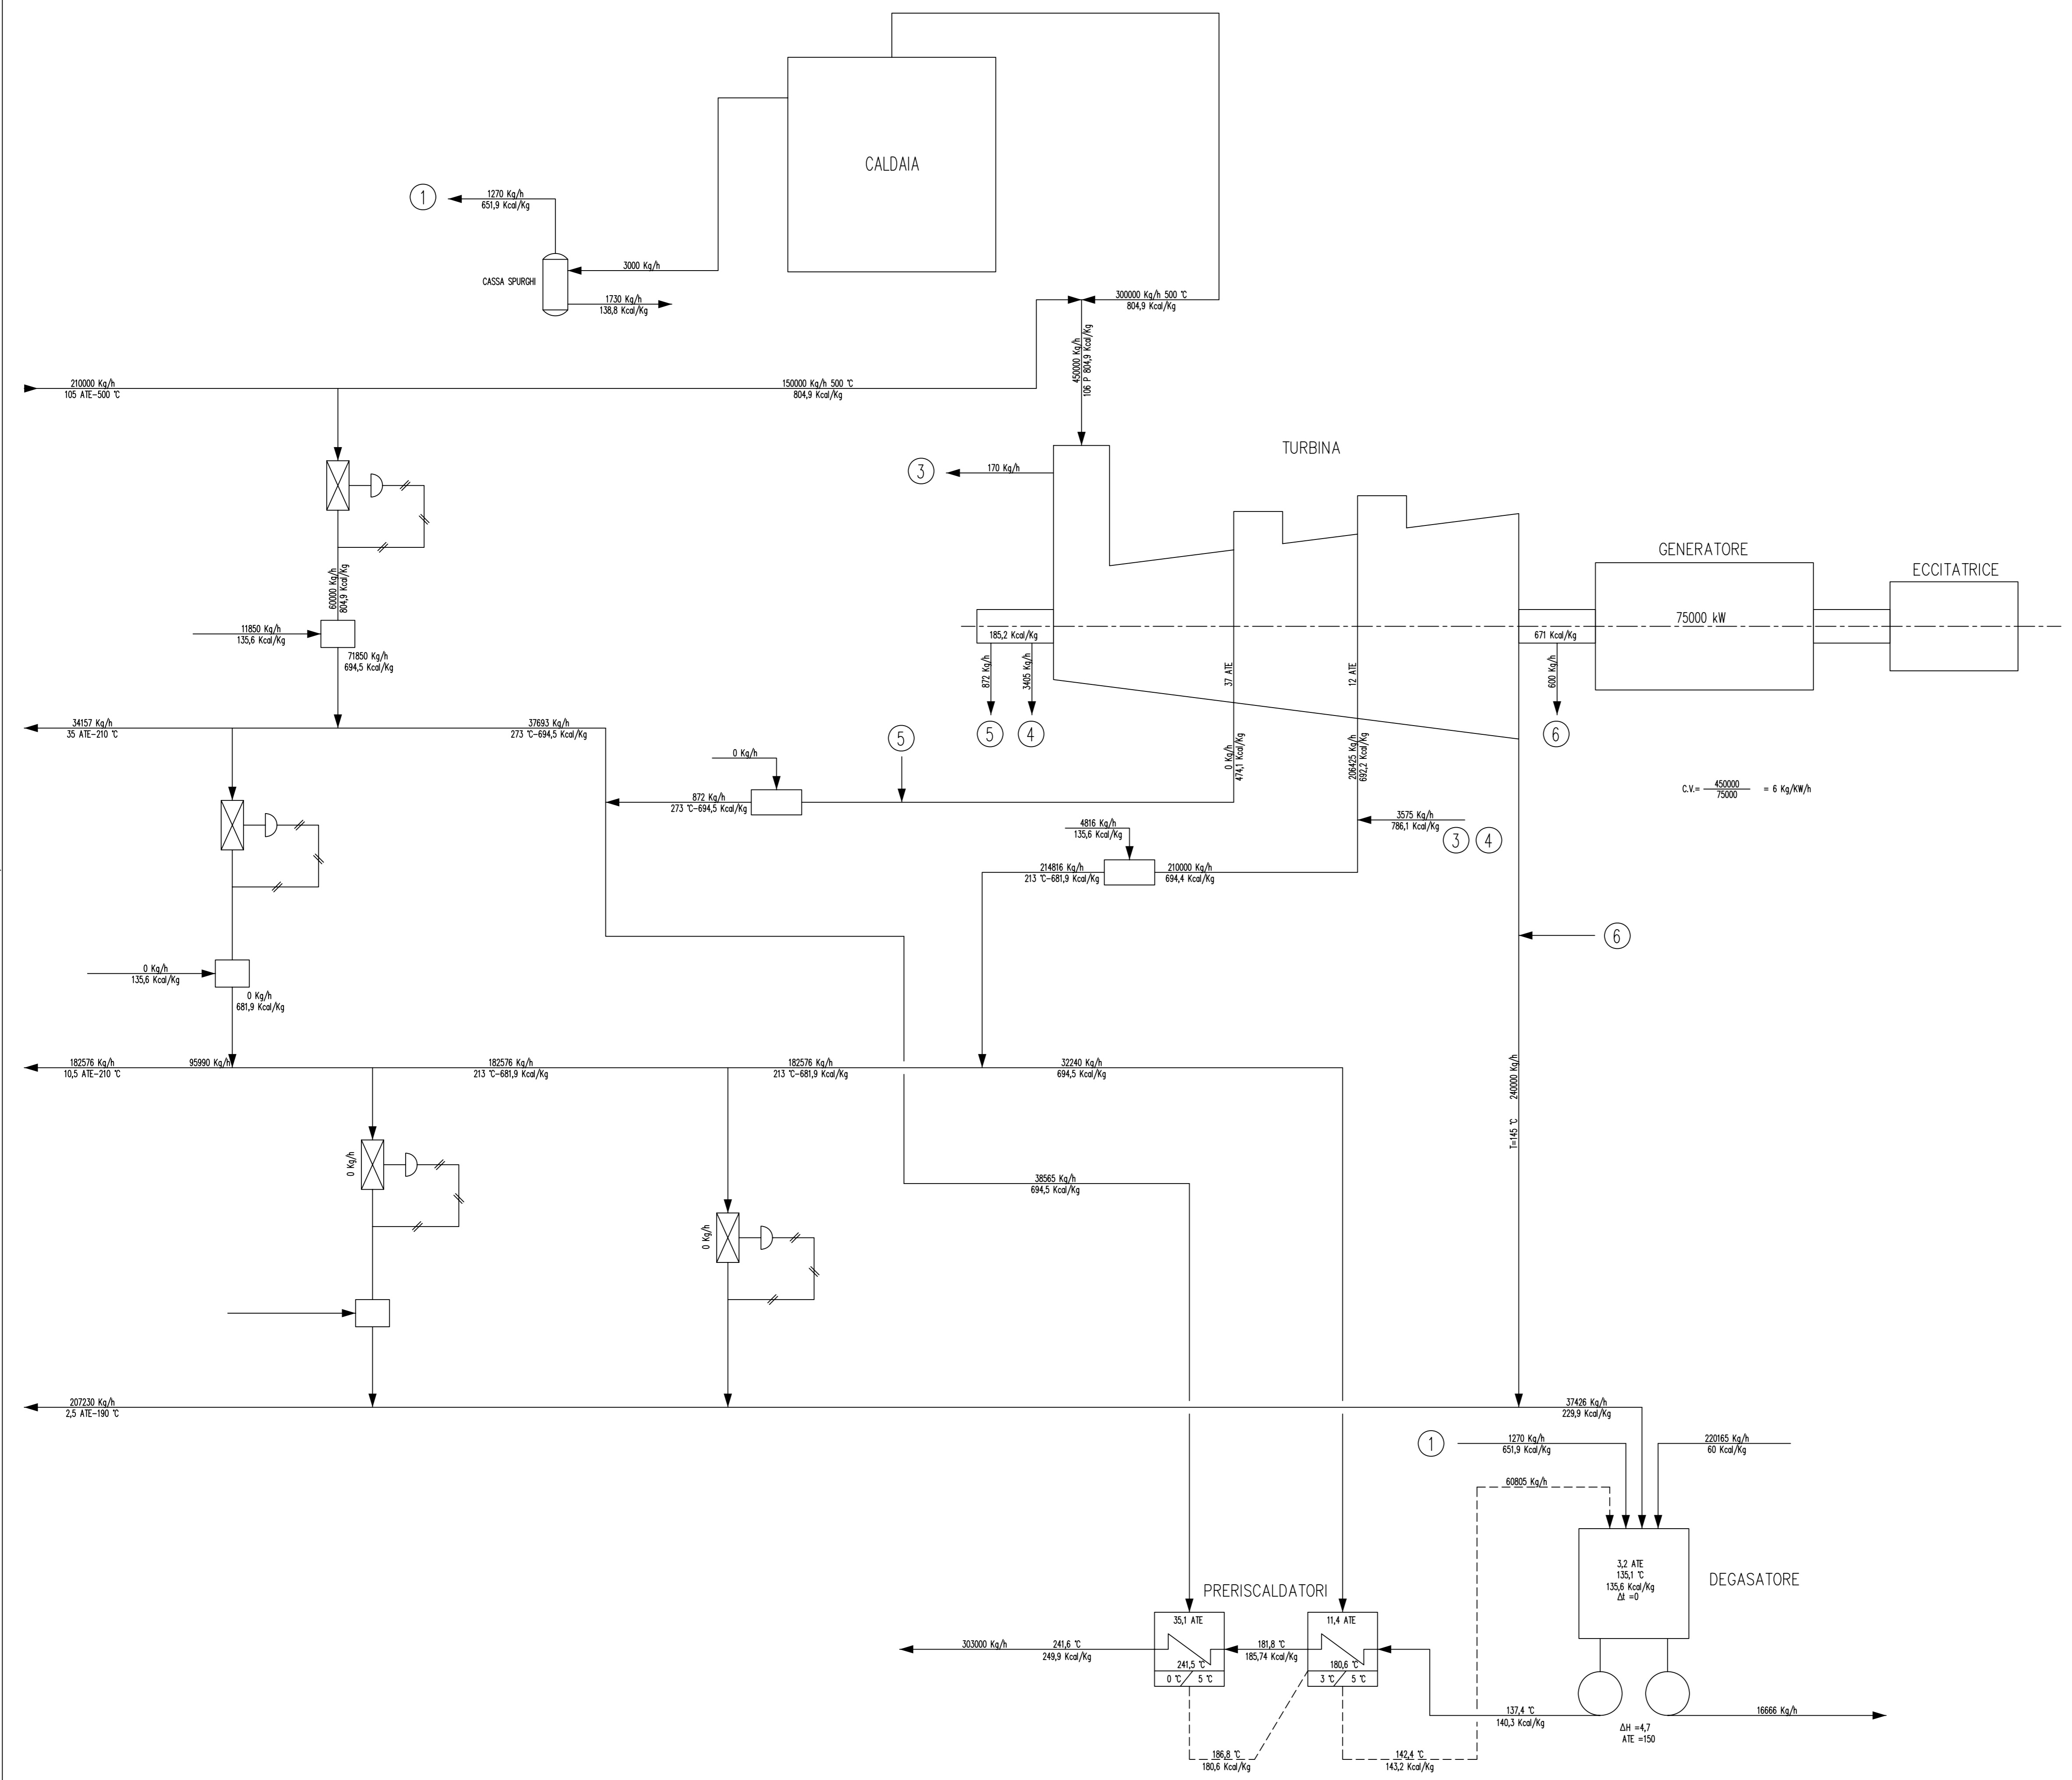 CALDAIA
1
1270 Kg/h
651,9 Kcal/Kg
3000 Kg/h
CASSA SPURGHI
1730 Kg/h
138,8 Kcal/Kg
300000 Kg/h 500 °C
804,9 Kcal/Kg
450000 Kg/h
106 P 804,9 Kcal/Kg
210000 Kg/h
105 ATE-500 °C
150000 Kg/h 500 °C
804,9 Kcal/Kg
TURBINA
3
170 Kg/h
GENERATORE
ECCITATRICE
60000 Kg/h
804,9 Kcal/Kg
75000 kW
11850 Kg/h
135,6 Kcal/Kg
185,2 Kcal/Kg
671 Kcal/Kg
71850 Kg/h
694,5 Kcal/Kg
872 Kg/h
3405 Kg/h
37 ATE
12 ATE
600 Kg/h
34157 Kg/h
35 ATE-210 °C
37693 Kg/h
273 °C-694,5 Kcal/Kg
5
5
4
6
0 Kg/h
0 Kg/h
474,1 Kcal/Kg
206425 Kg/h
692,2 Kcal/Kg
C.V.= 450000
75000
= 6 Kg/KW/h
872 Kg/h
273 °C-694,5 Kcal/Kg
4816 Kg/h
135,6 Kcal/Kg
3575 Kg/h
786,1 Kcal/Kg
3
4
214816 Kg/h
213 °C-681,9 Kcal/Kg
210000 Kg/h
694,4 Kcal/Kg
6
0 Kg/h
135,6 Kcal/Kg
0 Kg/h
681,9 Kcal/Kg
182576 Kg/h
10,5 ATE-210 °C
95990 Kg/h
182576 Kg/h
213 °C-681,9 Kcal/Kg
182576 Kg/h
213 °C-681,9 Kcal/Kg
32240 Kg/h
694,5 Kcal/Kg
T=145 °C 240000 Kg/h
0 Kg/h
38565 Kg/h
694,5 Kcal/Kg
0 Kg/h
207230 Kg/h
2,5 ATE-190 °C
37426 Kg/h
229,9 Kcal/Kg
1
1270 Kg/h
651,9 Kcal/Kg
220165 Kg/h
60 Kcal/Kg
60805 Kg/h
3,2 ATE
135,1 °C
135,6 Kcal/Kg
Δt =0
DEGASATORE
PRERISCALDATORI
35,1 ATE
11,4 ATE
303000 Kg/h
241,6 °C
249,9 Kcal/Kg
181,8 °C
185,74 Kcal/Kg
241,5 °C
0 °C 5 °C
180,6 °C
3 °C 5 °C
137,4 °C
140,3 Kcal/Kg
16666 Kg/h
ΔH =4,7
ATE =150
186,8 °C
180,6 Kcal/Kg
142,4 °C
143,2 Kcal/Kg